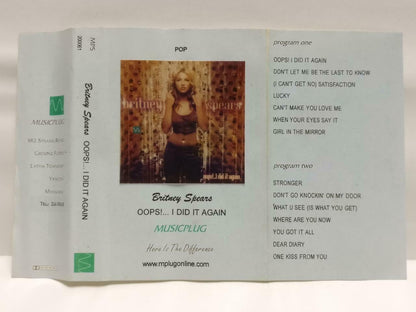 MPS
200061
Britney Spears OOPS!... I DID IT AGAIN
MUSICPLUG
POP
britney spears
oops!...i did it again
Britney Spears
OOPS!... I DID IT AGAIN
MUSICPLUG
Here Is The Difference
www.mplugonline.com
program one
OOPS! I DID IT AGAIN
DON'T LET ME BE THE LAST TO KNOW
(I CAN'T GET NO) SATISFACTION
LUCKY
CAN'T MAKE YOU LOVE ME
WHEN YOUR EYES SAY IT
GIRL IN THE MIRROR
program two
STRONGER
DON'T GO KNOCKIN' ON MY DOOR
WHAT U SEE (IS WHAT YOU GET)
WHERE ARE YOU NOW
YOU GOT IT ALL
DEAR DIARY
ONE KISS FROM YOU